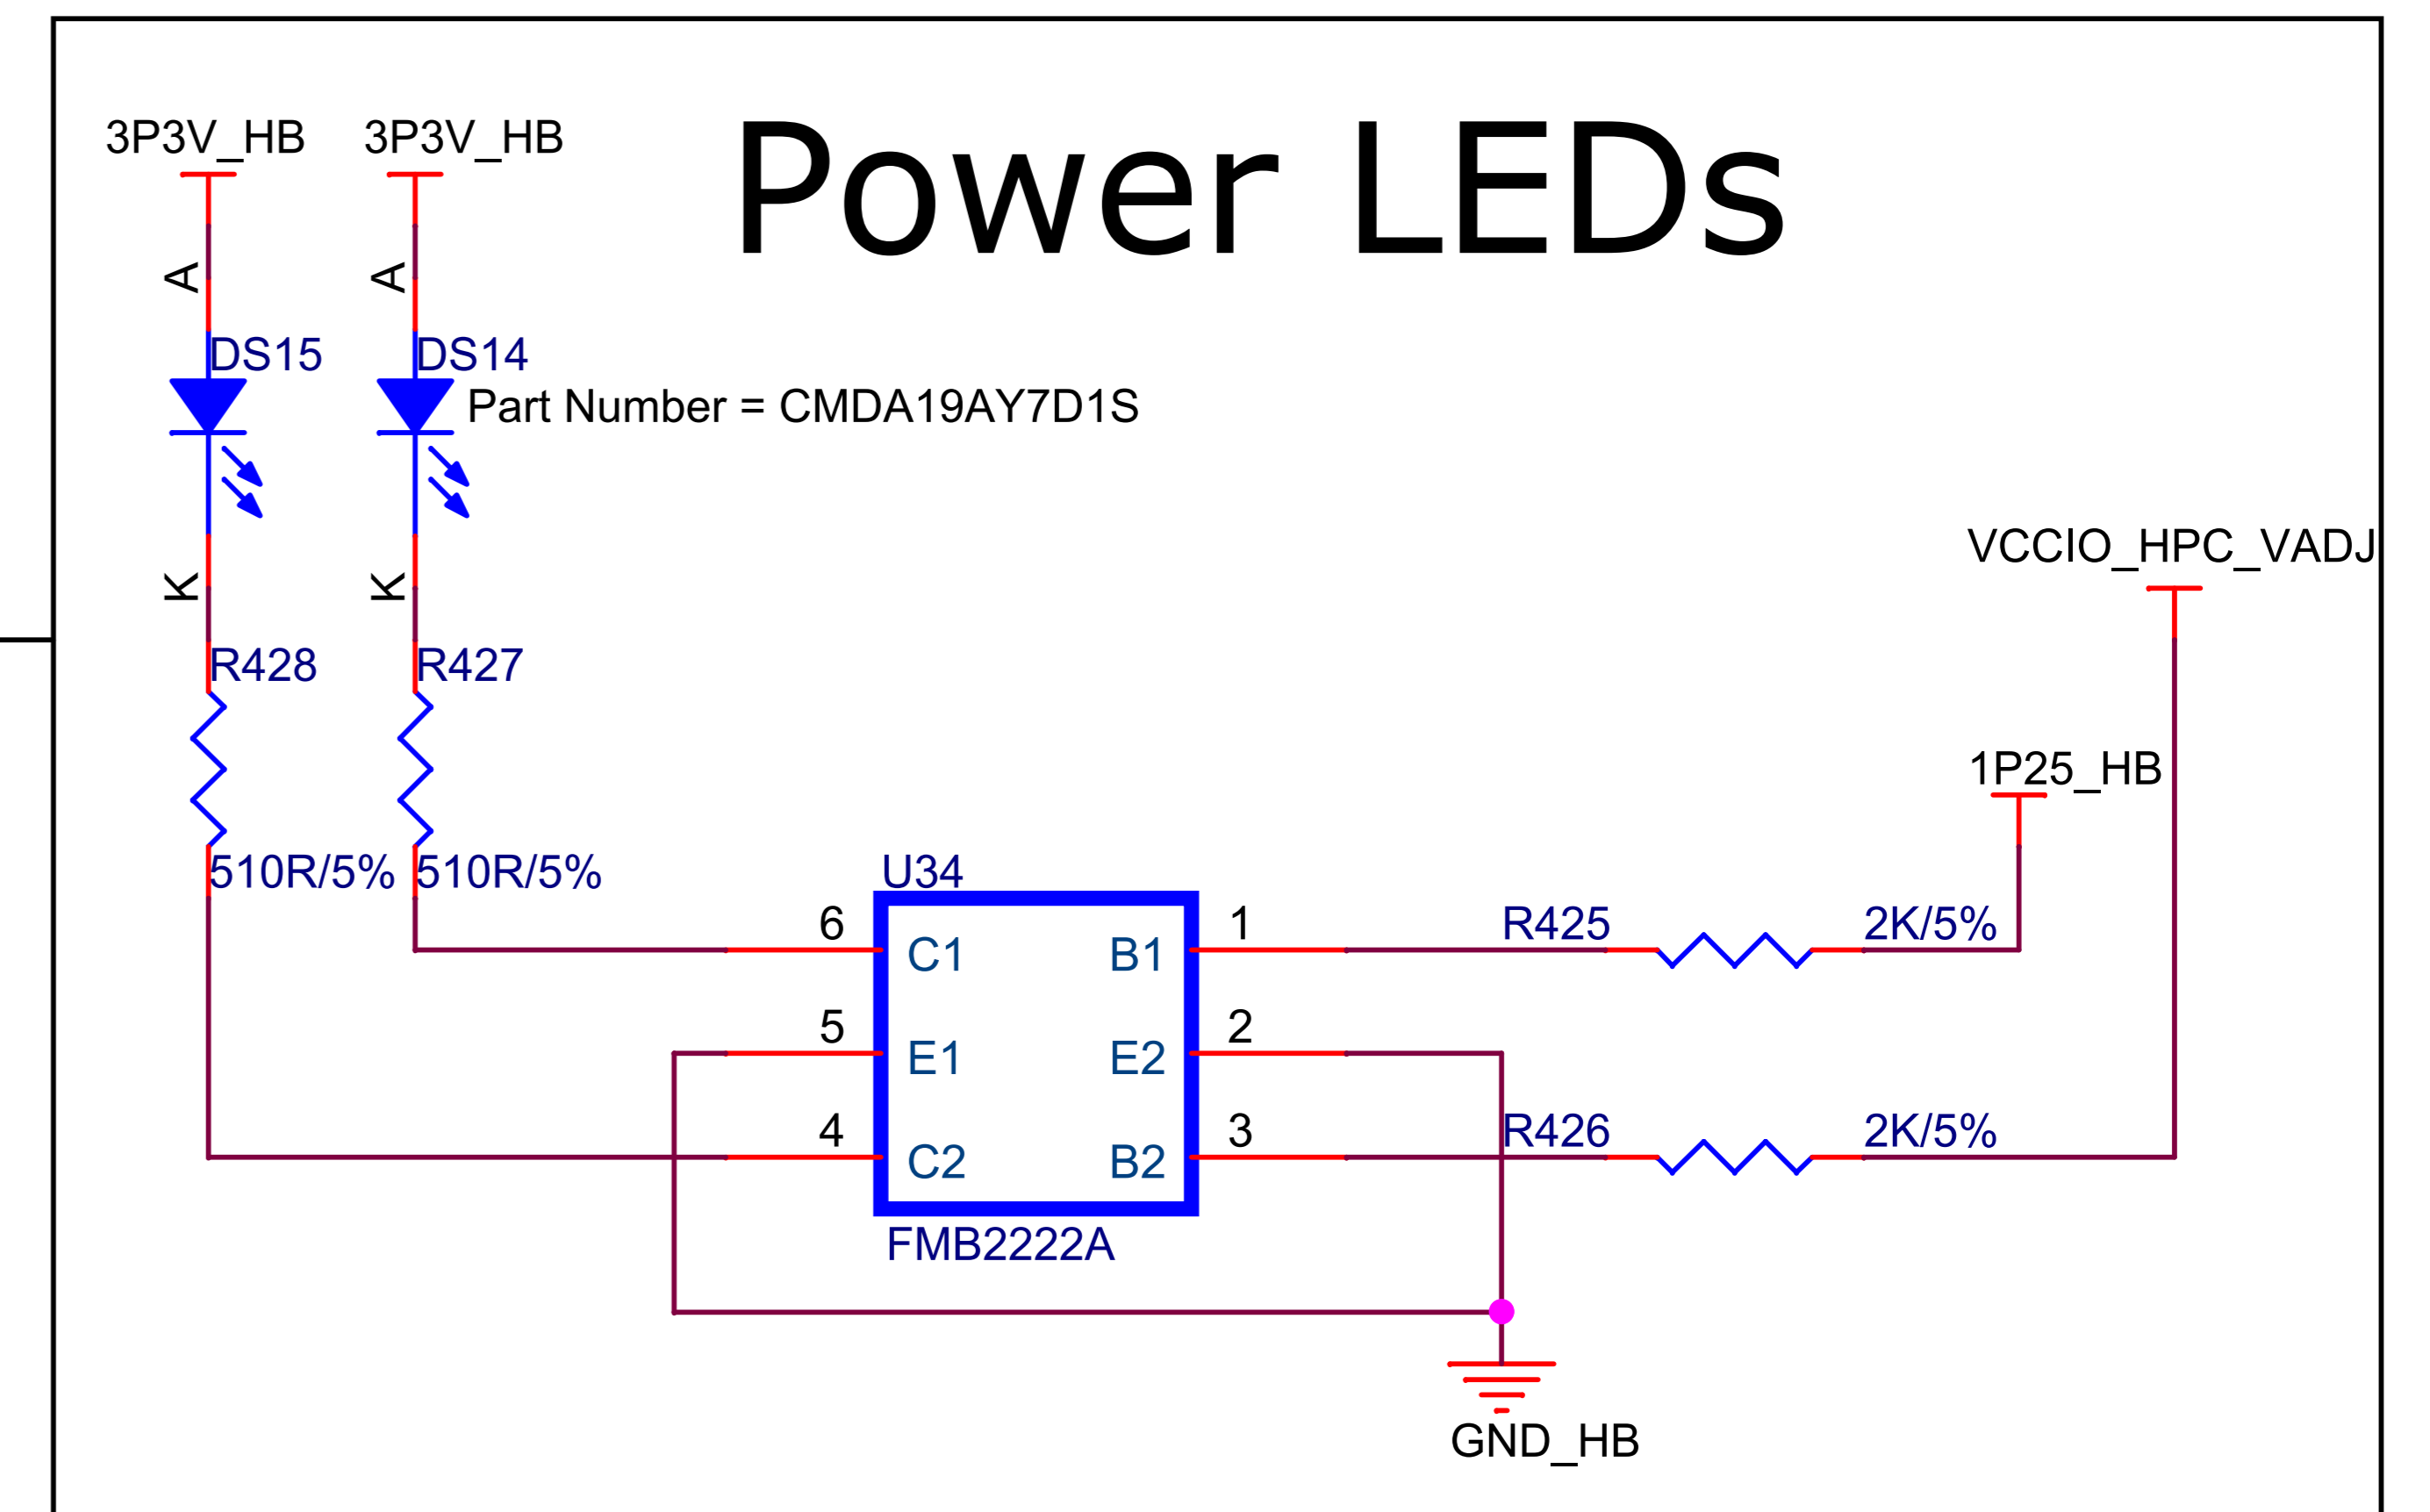 Power LEDs
3P3V_HB 3P3V_HB
A A
DS15 DS14
Part Number = CMDA19AY7D1S
K K
VCCIO_HPC_VADJ
R428 R427
1P25_HB
510R/5% 510R/5%
U34
6 C1 B1 1 R425 2K/5%
5 E1 E2 2
4 C2 B2 3 R426 2K/5%
FMB2222A
GND_HB